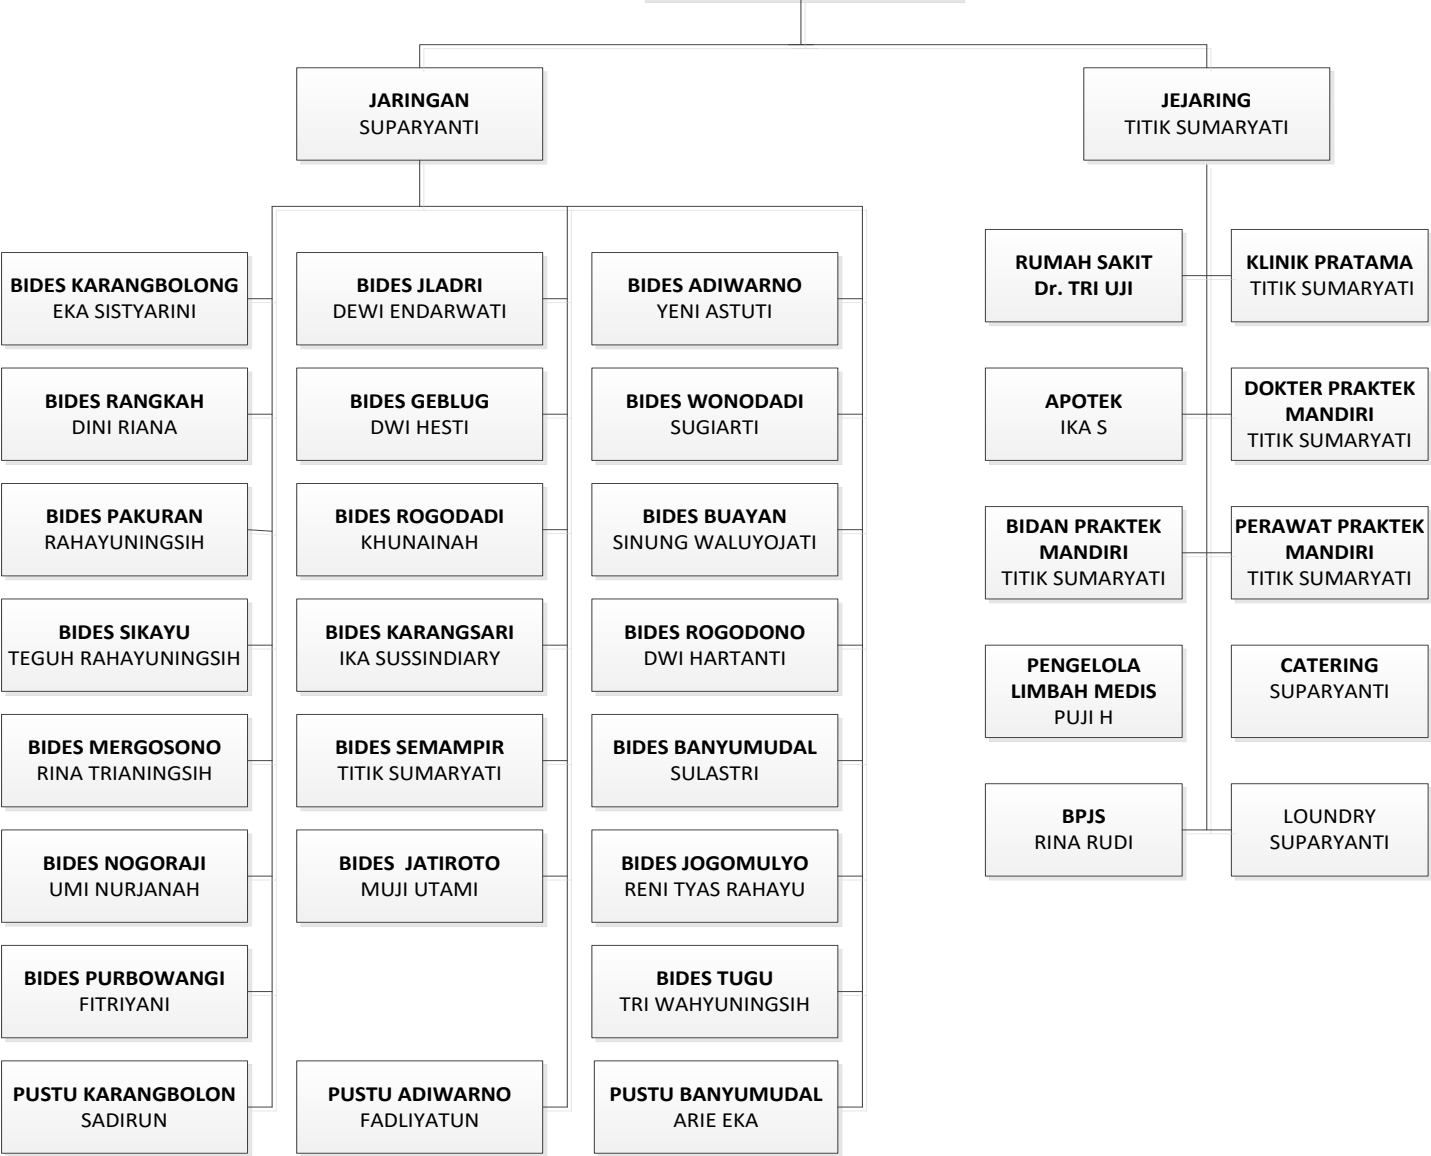 JARINGAN
SUPARYANTI
JEJARING
TITIK SUMARYATI
BIDES KARANGBOLONG
EKA SISTYARINI
BIDES JLADRI
DEWI ENDARWATI
BIDES ADIWARNO
YENI ASTUTI
BIDES RANGKAH
DINI RIANA
BIDES GEBLUG
DWI HESTI
BIDES WONODADI
SUGIARTI
BIDES PAKURAN
RAHAYUNINGSIH
BIDES ROGODADI
KHUNAINAH
BIDES BUAYAN
SINUNG WALUYOJATI
BIDES SIKAYU
TEGUH RAHAYUNINGSIH
BIDES KARANGSARI
IKA SUSSINDIARY
BIDES ROGODONO
DWI HARTANTI
BIDES MERGOSONO
RINA TRIANINGSIH
BIDES SEMAMPIR
TITIK SUMARYATI
BIDES BANYUMUDAL
SULASTRI
BIDES NOGORAJI
UMI NURJANAH
BIDES  JATIROTO
MUJI UTAMI
BIDES JOGOMULYO
RENI TYAS RAHAYU
BIDES PURBOWANGI
FITRIYANI
BIDES TUGU
TRI WAHYUNINGSIH
PUSTU KARANGBOLON
SADIRUN
PUSTU ADIWARNO
FADLIYATUN
PUSTU BANYUMUDAL
ARIE EKA
RUMAH SAKIT
Dr. TRI UJI
KLINIK PRATAMA
TITIK SUMARYATI
APOTEK
IKA S
DOKTER PRAKTEK
MANDIRI
TITIK SUMARYATI
BIDAN PRAKTEK
MANDIRI
TITIK SUMARYATI
PERAWAT PRAKTEK
MANDIRI
TITIK SUMARYATI
PENGELOLA
LIMBAH MEDIS
PUJI H
CATERING
SUPARYANTI
BPJS
RINA RUDI
LOUNDRY
SUPARYANTI